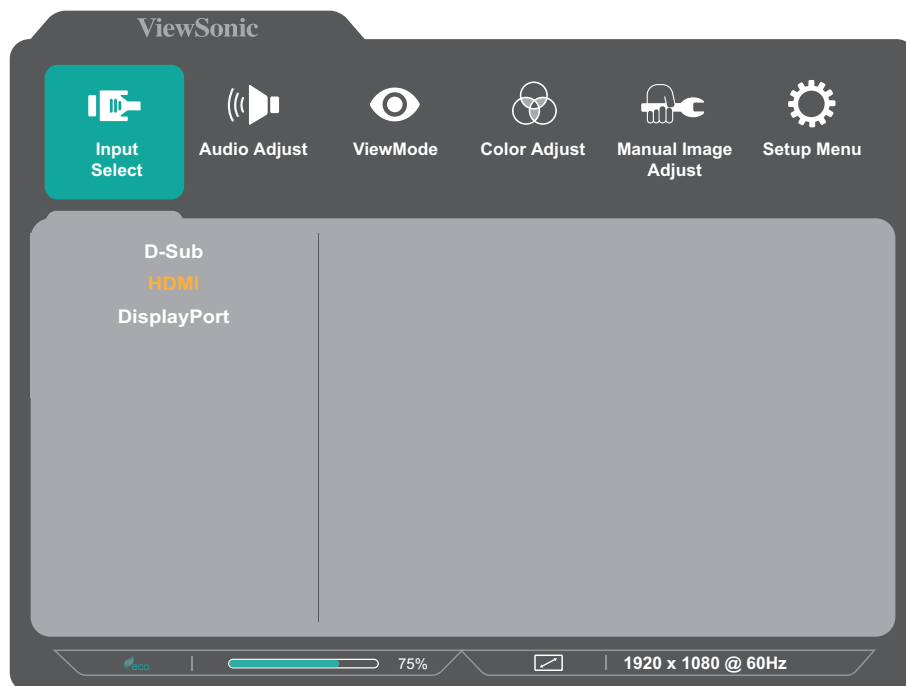 ViewSonic
Input
Select
Audio Adjust
ViewMode
Color Adjust
Manual Image
Adjust
Setup Menu
D-Sub
HDMI
DisplayPort
eco
75%
1920 x 1080 @ 60Hz